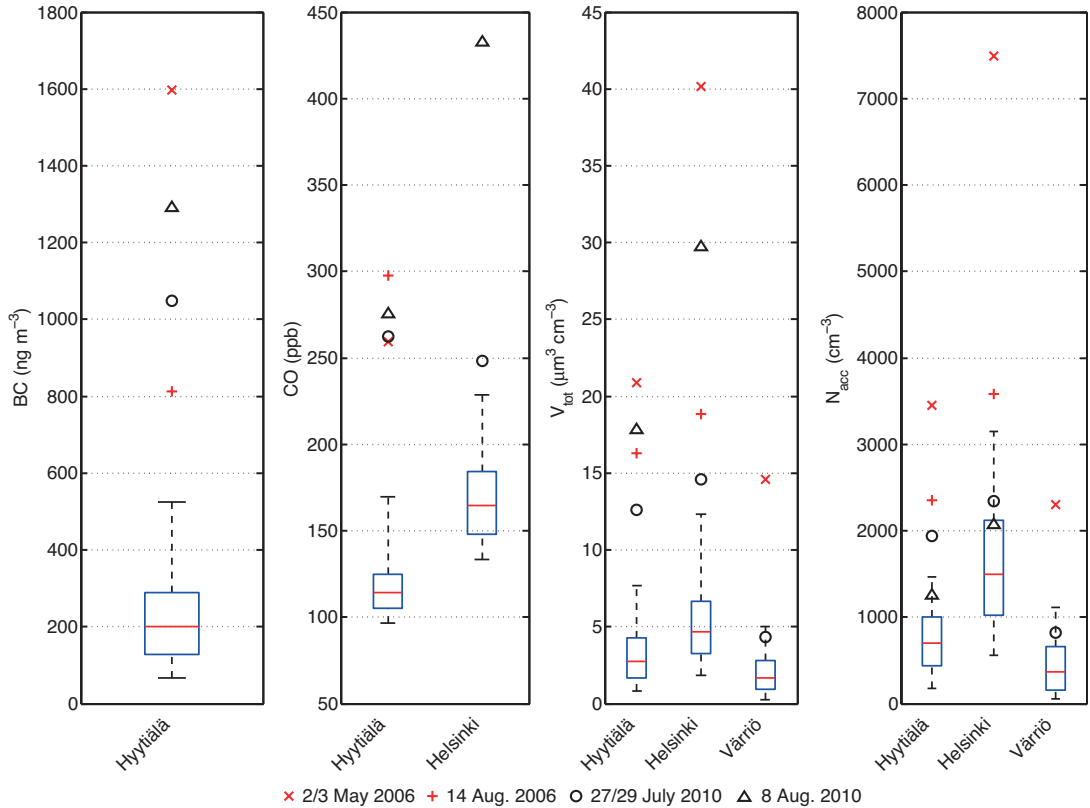 1800
1600
1400
1200
1000
800
600
400
200
0
BC (ng m⁻³)
Hyytiälä
450
400
350
300
250
200
150
100
50
CO (ppb)
Hyytiälä
Helsinki
45
40
35
30
25
20
15
10
5
0
V_tot (µm³ cm⁻³)
Hyytiälä
Helsinki
Värriö
8000
7000
6000
5000
4000
3000
2000
1000
0
N_acc (cm⁻³)
Hyytiälä
Helsinki
Värriö
2/3 May 2006 14 Aug. 2006 27/29 July 2010 8 Aug. 2010